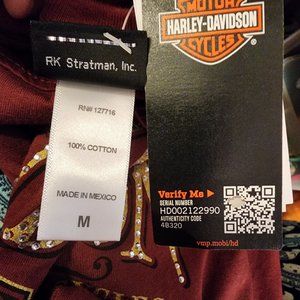 RK Stratman, Inc.
RN# 127716
100% COTTON
MADE IN MEXICO
M
MOTOR
HARLEY-DAVIDSON
CYCLES
Verify Me
SERIAL NUMBER
HD002122990
AUTHENTICITY CODE
4B320
vmp.mobi/hd